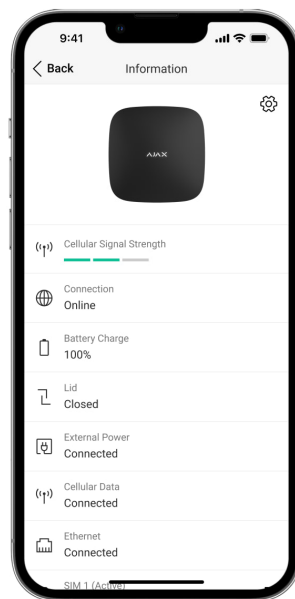 9:41
Back
Information
AJAX
Cellular Signal Strength
Connection
Online
Battery Charge
100%
Lid
Closed
External Power
Connected
Cellular Data
Connected
Ethernet
Connected
SIM 1 (Active)